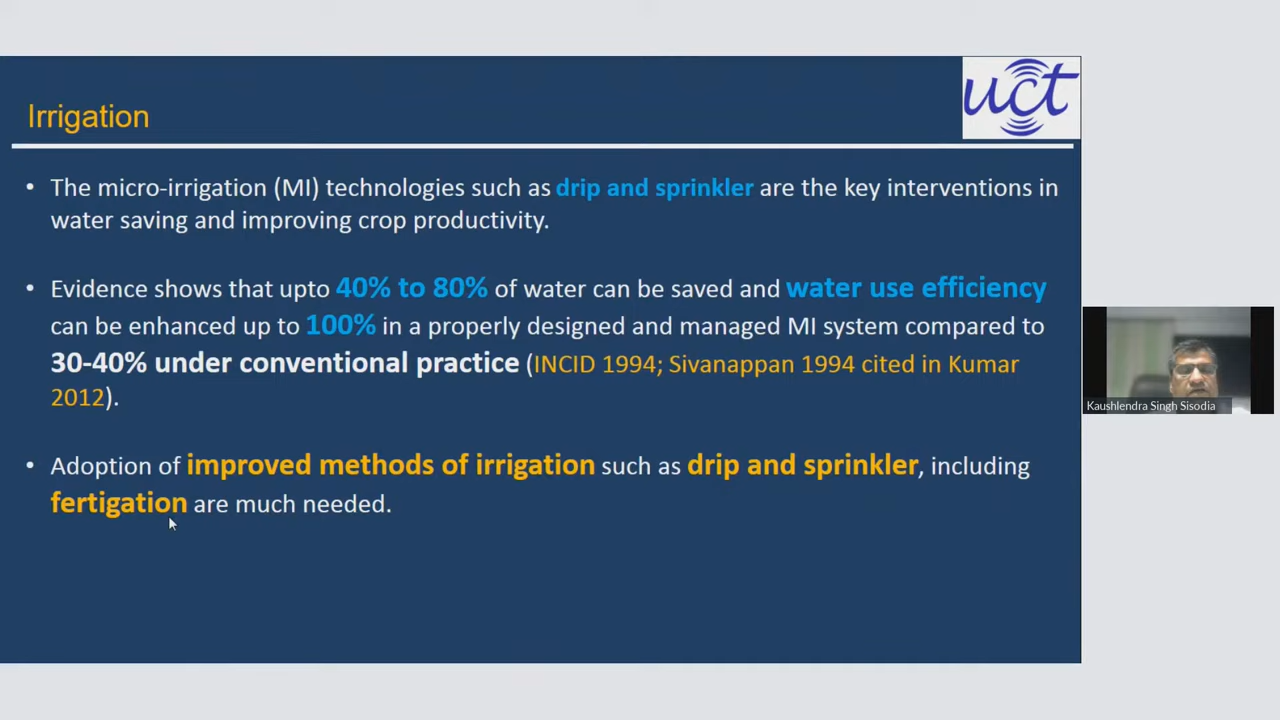 uct
Irrigation
• The micro-irrigation (MI) technologies such as drip and sprinkler are the key interventions in
water saving and improving crop productivity.
• Evidence shows that upto 40% to 80% of water can be saved and water use efficiency
can be enhanced up to 100% in a properly designed and managed MI system compared to
30-40% under conventional practice (INCID 1994; Sivanappan 1994 cited in Kumar
2012).
• Adoption of improved methods of irrigation such as drip and sprinkler, including
fertigation are much needed.
Kaushlendra Singh Sisodia